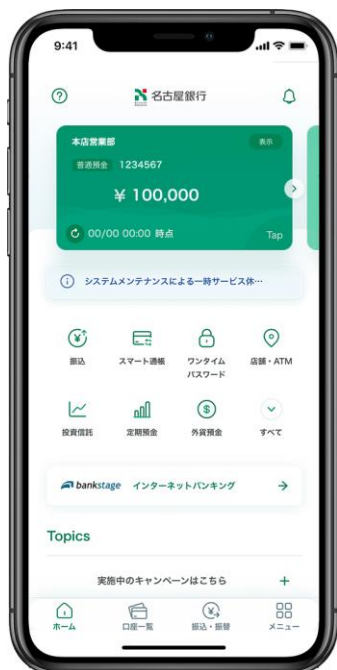 9:41
名古屋銀行
本店営業部
表示
普通預金 1234567
¥ 100,000
00/00 00:00 時点
Tap
システムメンテナンスによる一時サービス休…
振込
スマート通帳
ワンタイム
パスワード
店舗・ATM
投資信託
定期預金
外貨預金
すべて
bankstage インターネットバンキング
Topics
実施中のキャンペーンはこちら
ホーム
口座一覧
振込・振替
メニュー